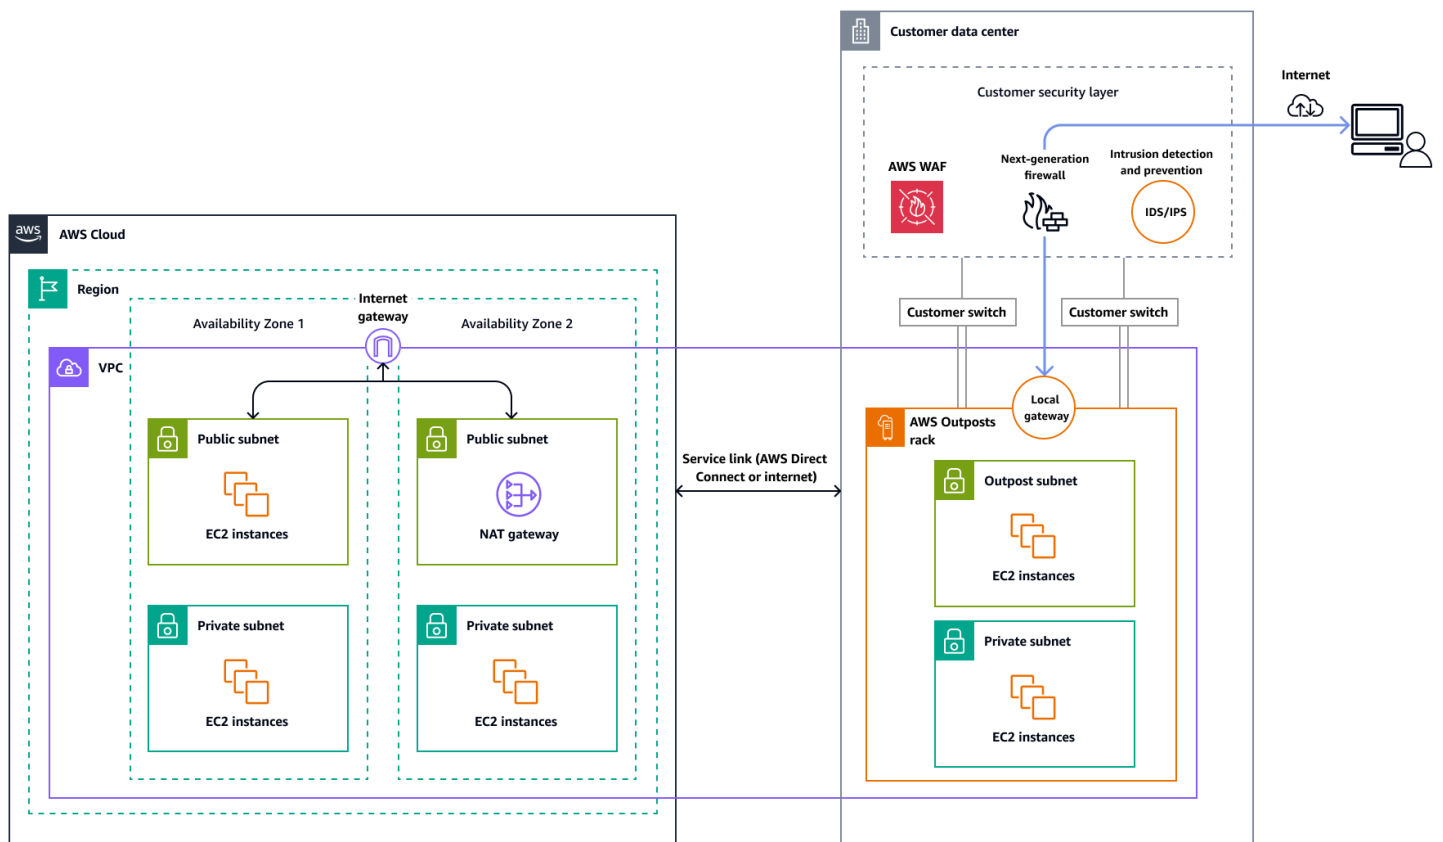 Customer data center
Internet
Customer security layer
AWS WAF
Next-generation
firewall
Intrusion detection
and prevention
IDS/IPS
aws
AWS Cloud
Region
Internet
gateway
Availability Zone 1
Availability Zone 2
Customer switch
Customer switch
VPC
Local
gateway
AWS Outposts
rack
Public subnet
EC2 instances
Public subnet
NAT gateway
Service link (AWS Direct
Connect or internet)
Outpost subnet
EC2 instances
Private subnet
EC2 instances
Private subnet
EC2 instances
Private subnet
EC2 instances